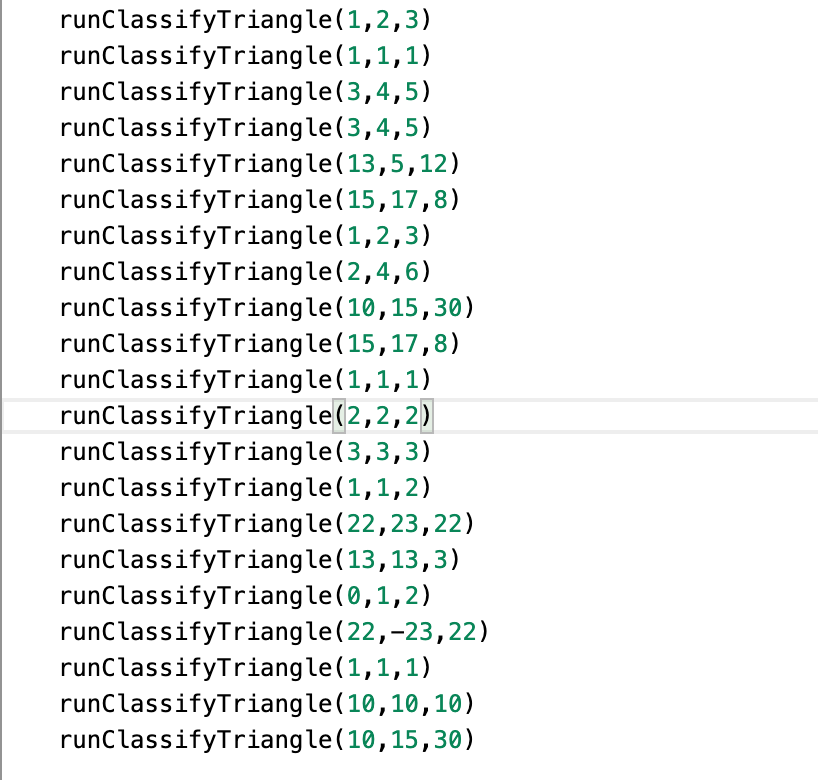 runClassifyTriangle(1,2,3)
runClassifyTriangle(1,1,1)
runClassifyTriangle(3,4,5)
runClassifyTriangle(3,4,5)
runClassifyTriangle(13,5,12)
runClassifyTriangle(15,17,8)
runClassifyTriangle(1,2,3)
runClassifyTriangle(2,4,6)
runClassifyTriangle(10,15,30)
runClassifyTriangle(15,17,8)
runClassifyTriangle(1,1,1)
runClassifyTriangle(2,2,2)
runClassifyTriangle(3,3,3)
runClassifyTriangle(1,1,2)
runClassifyTriangle(22,23,22)
runClassifyTriangle(13,13,3)
runClassifyTriangle(0,1,2)
runClassifyTriangle(22,-23,22)
runClassifyTriangle(1,1,1)
runClassifyTriangle(10,10,10)
runClassifyTriangle(10,15,30)